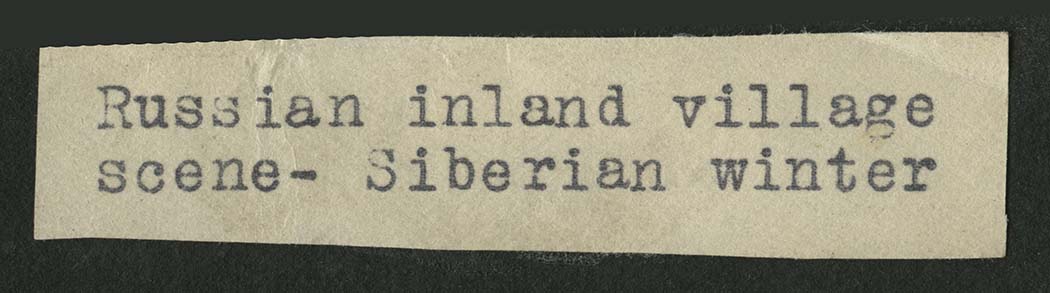 Russian inland village
scene- Siberian winter